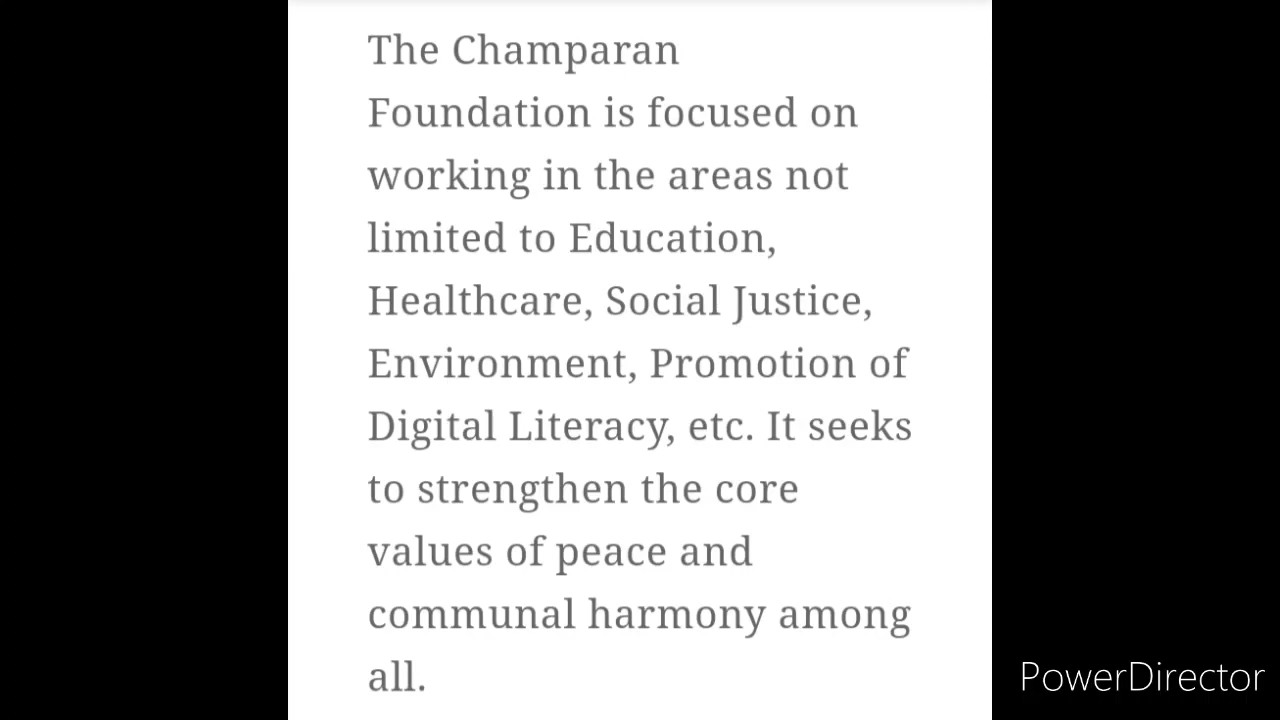 The Champaran
Foundation is focused on
working in the areas not
limited to Education,
Healthcare, Social Justice,
Environment, Promotion of
Digital Literacy, etc. It seeks
to strengthen the core
values of peace and
communal harmony among
all.
PowerDirector